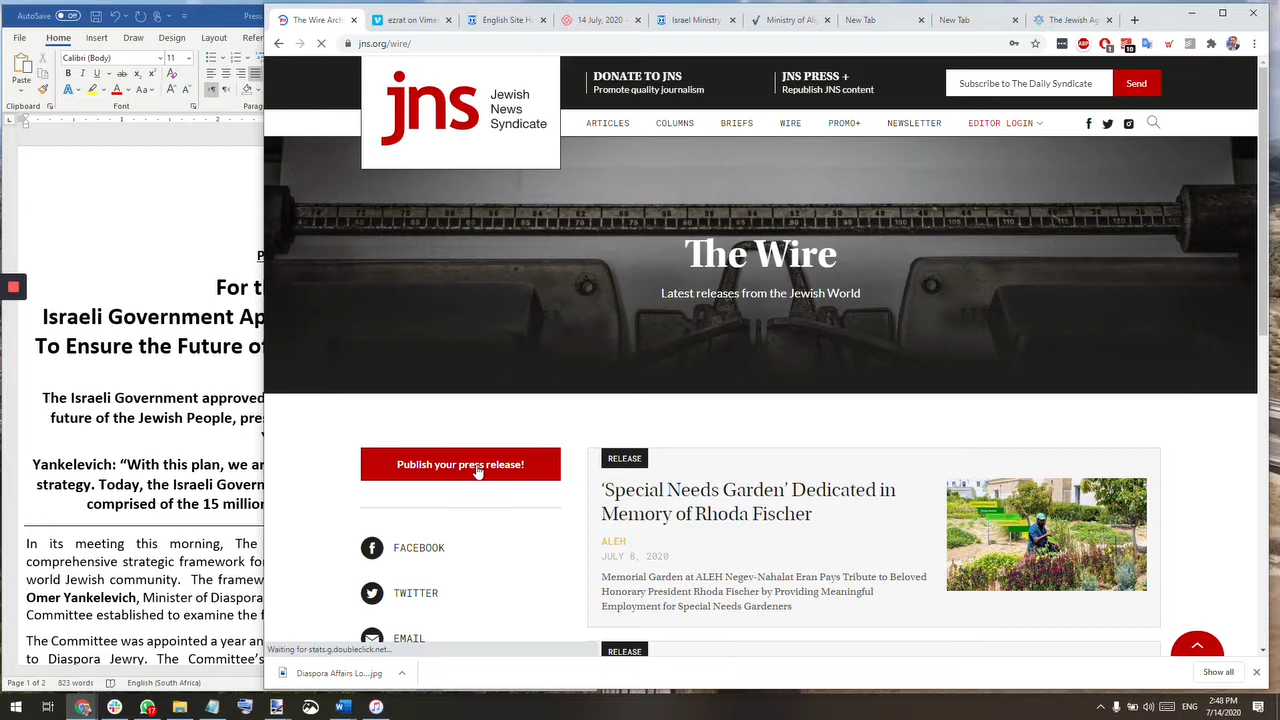 AutoSave Off
File
Home
Insert
Draw
Design
Paste
Calibri (Body)
11
Clipboard
Font
P
For t
Israeli Government Ap
To Ensure the Future o
The Israeli Government approved
future of the Jewish People, pre
Yankelevich: “With this plan, we ar
strategy. Today, the Israeli Govern
comprised of the 15 million
In its meeting this morning, The
comprehensive strategic framework for
world Jewish community. The framew
Omer Yankelevich, Minister of Diaspora
Committee established to examine the f
The Committee was appointed a year an
to Diaspora Jewry. The Committee's
Page 1 of 2
823 words
English (South Africa)
The Wire Arch
ezrat on Vime
English Site H
14 July, 2020 -
Israel Ministry
Ministry of Al
New Tab
New Tab
The Jewish Ag
jns.org/wire/
jns
Jewish
News
Syndicate
DONATE TO JNS
Promote quality journalism
JNS PRESS +
Republish JNS content
Subscribe to The Daily Syndicate
Send
ARTICLES
COLUMNS
BRIEFS
WIRE
PROMO+
NEWSLETTER
EDITOR LOGIN
The Wire
Latest releases from the Jewish World
Publish your press release!
FACEBOOK
TWITTER
EMAIL
RELEASE
‘Special Needs Garden’ Dedicated in
Memory of Rhoda Fischer
ALEH
JULY 8, 2020
Memorial Garden at ALEH Negev-Nahalat Eran Pays Tribute to Beloved
Honorary President Rhoda Fischer by Providing Meaningful
Employment for Special Needs Gardeners
RELEASE
Waiting for stats.g.doubleclick.net...
Diaspora Affairs Lo....jpg
Show all
ENG
2:48 PM
7/14/2020